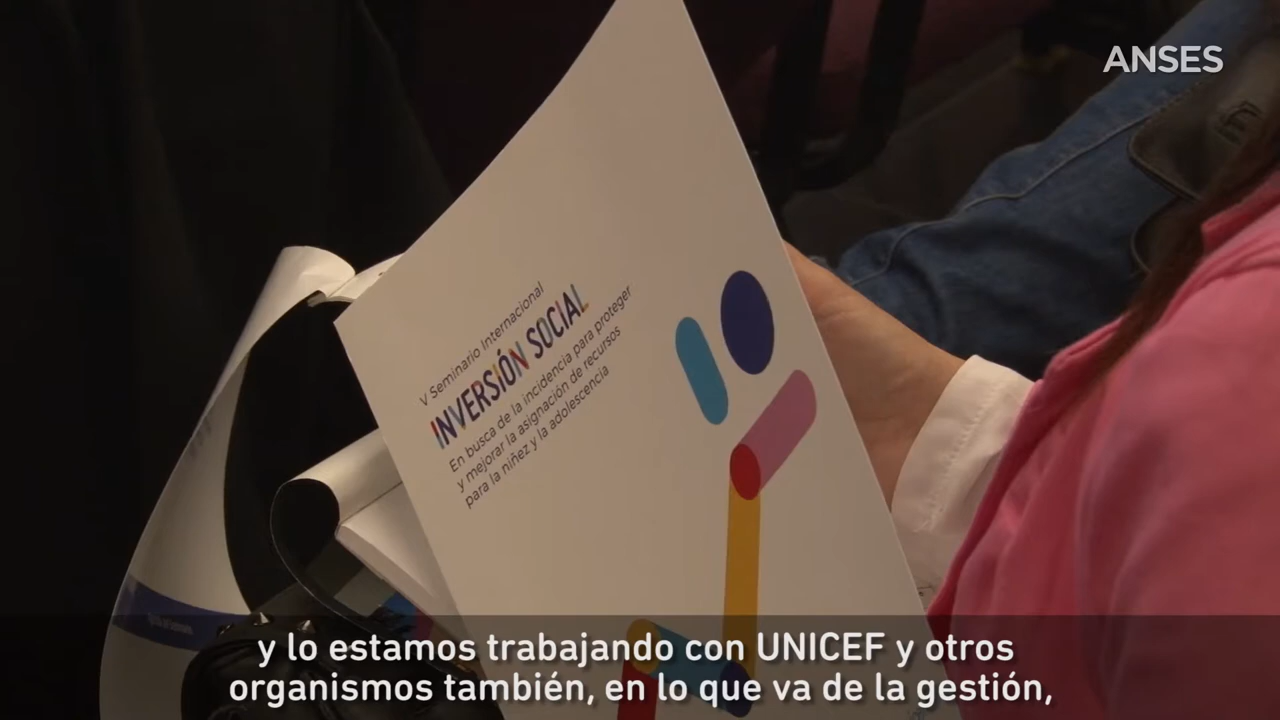 ANSES
V Seminario Internacional
INVERSIÓN SOCIAL
En busca de la incidencia para proteger
y mejorar la asignación de recursos
para la niñez y la adolescencia
y lo estamos trabajando con UNICEF y otros
organismos también, en lo que va de la gestión,